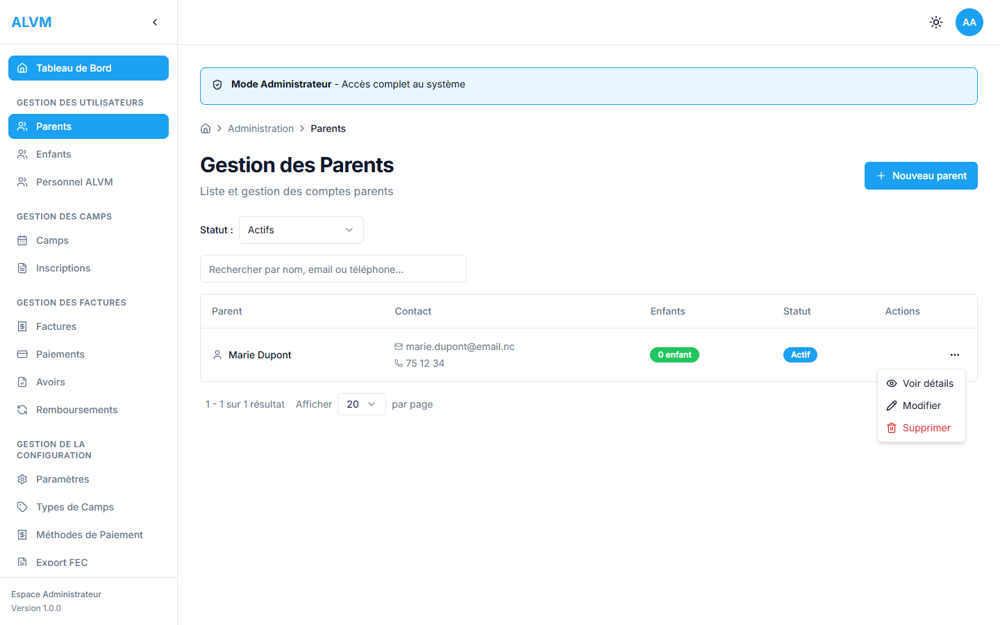 ALVM
AA
Tableau de Bord
GESTION DES UTILISATEURS
Parents
Enfants
Personnel ALVM
GESTION DES CAMPS
Camps
Inscriptions
GESTION DES FACTURES
Factures
Paiements
Avoirs
Remboursements
GESTION DE LA
CONFIGURATION
Paramètres
Types de Camps
Méthodes de Paiement
Export FEC
Espace Administrateur
Version 1.0.0
Mode Administrateur - Accès complet au système
Administration Parents
Gestion des Parents
Liste et gestion des comptes parents
Nouveau parent
Statut : Actifs
Rechercher par nom, email ou téléphone...
Parent Contact Enfants Statut Actions
Marie Dupont marie.dupont@email.nc 0 enfant Actif
75 12 34
Voir détails
Modifier
Supprimer
1 - 1 sur 1 résultat Afficher 20 par page